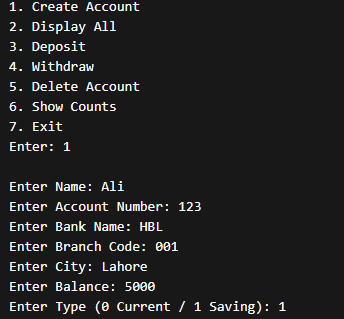 1. Create Account
2. Display All
3. Deposit
4. Withdraw
5. Delete Account
6. Show Counts
7. Exit
Enter: 1

Enter Name: Ali
Enter Account Number: 123
Enter Bank Name: HBL
Enter Branch Code: 001
Enter City: Lahore
Enter Balance: 5000
Enter Type (0 Current / 1 Saving): 1